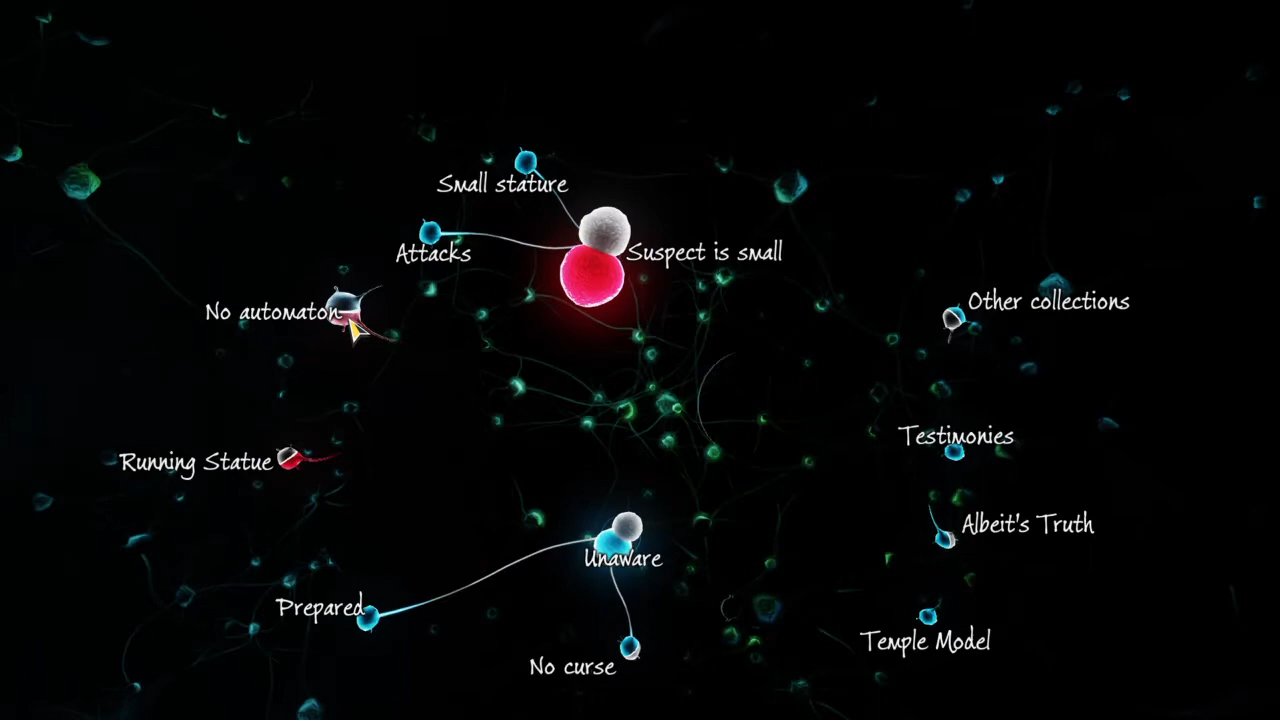 Small stature
Attacks
Suspect is small
No automaton
Other collections
Testimonies
Running Statue
Albeit's Truth
Unaware
Prepared
Temple Model
No curse